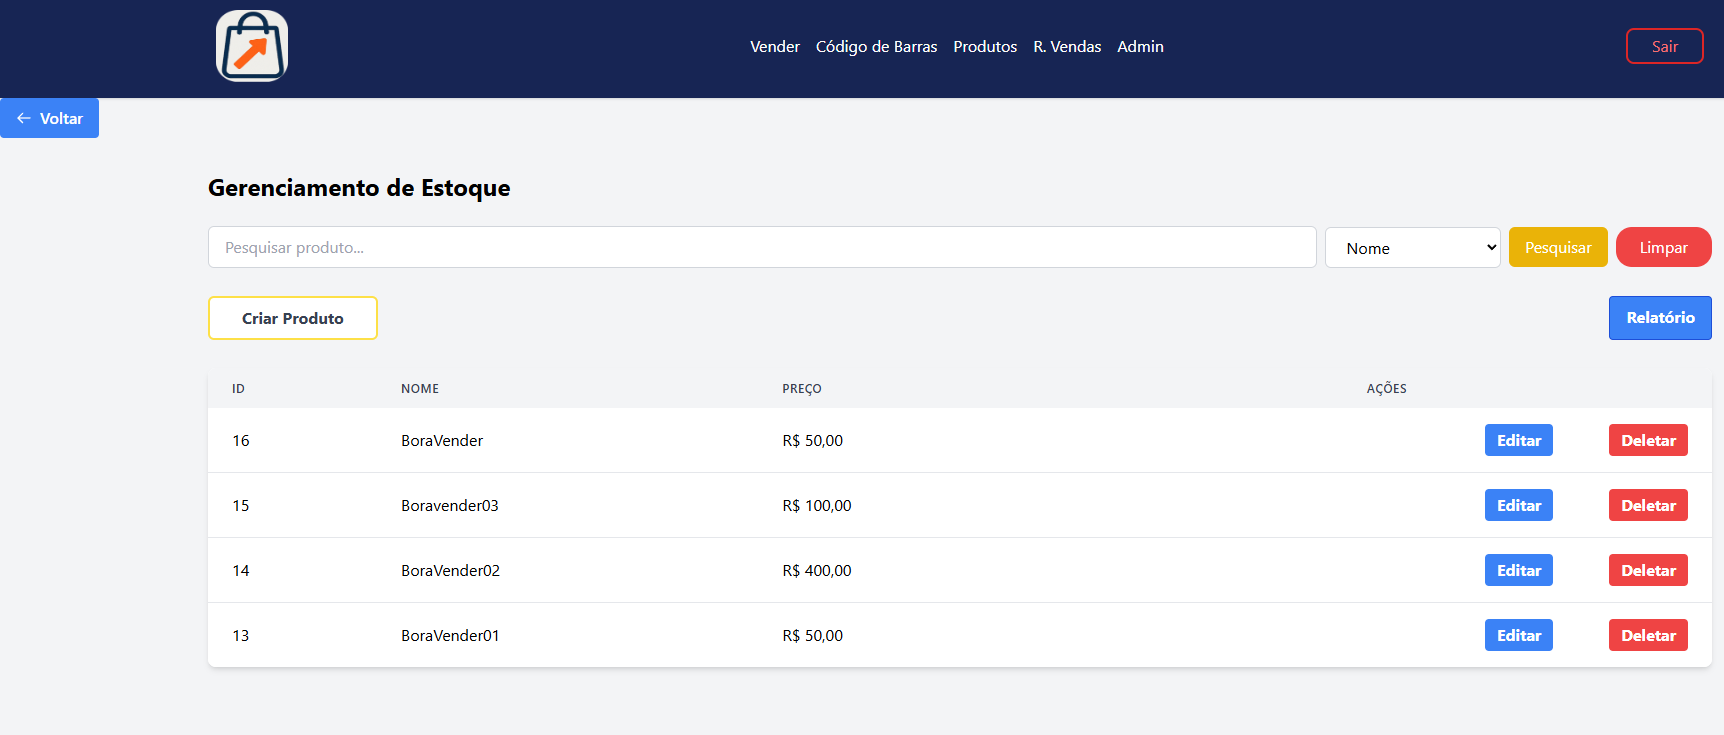 Vender Código de Barras Produtos R. Vendas Admin Sair
← Voltar
Gerenciamento de Estoque
Pesquisar produto... Nome Pesquisar Limpar
Criar Produto Relatório
ID NOME PREÇO AÇÕES
16 BoraVender R$ 50,00 Editar Deletar
15 Boravender03 R$ 100,00 Editar Deletar
14 BoraVender02 R$ 400,00 Editar Deletar
13 BoraVender01 R$ 50,00 Editar Deletar